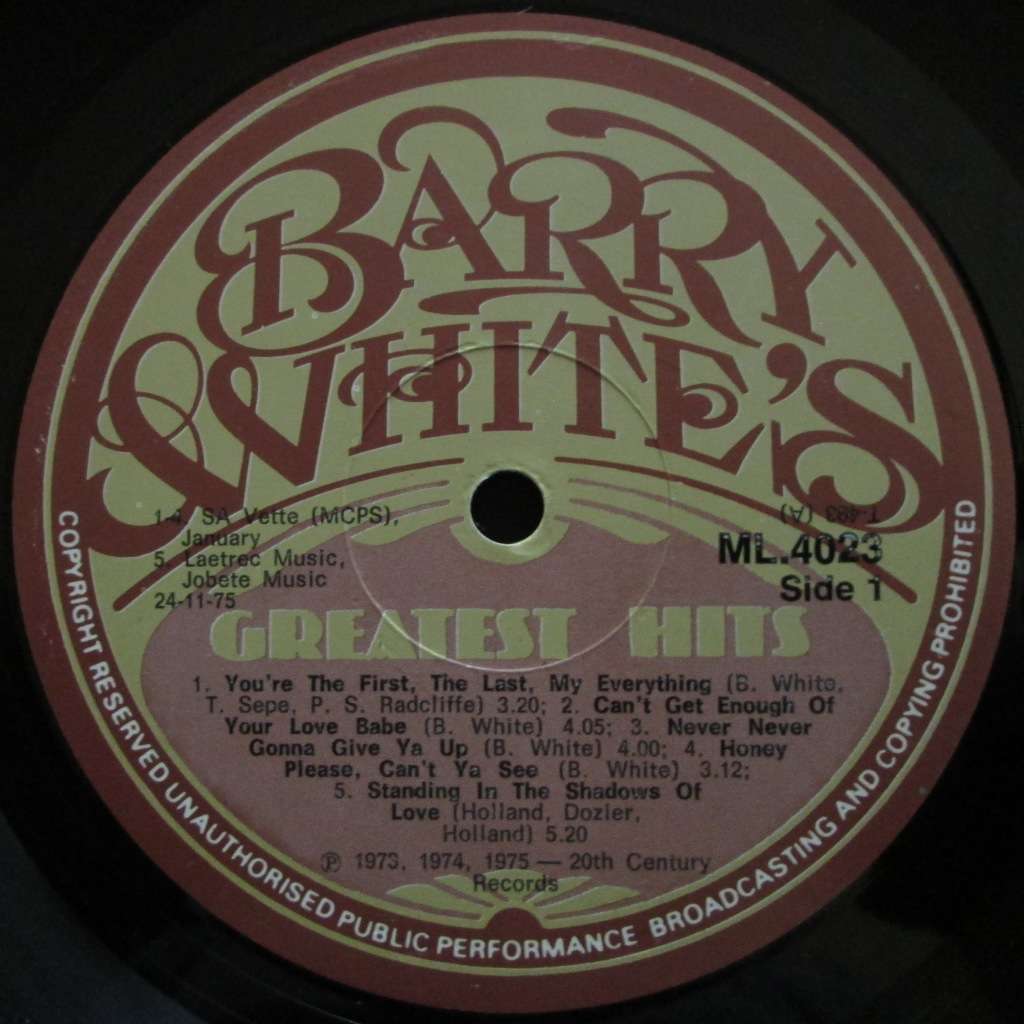 BARRY
WHITE'S
1-4. SA Vette (MCPS),
January
5. Laetrec Music,
Jobete Music
24-11-75
T-493 (A)
ML.4023
Side 1
GREATEST HITS
1. You're The First, The Last, My Everything (B. White,
T. Sepe, P. S. Radcliffe) 3.20; 2. Can't Get Enough Of
Your Love Babe (B. White) 4.05; 3. Never Never
Gonna Give Ya Up (B. White) 4.00; 4. Honey
Please, Can't Ya See (B. White) 3.12;
5. Standing In The Shadows Of
Love (Holland, Dozier,
Holland) 5.20
℗ 1973, 1974, 1975 — 20th Century
Records
COPYRIGHT RESERVED UNAUTHORISED PUBLIC PERFORMANCE BROADCASTING AND COPYING PROHIBITED